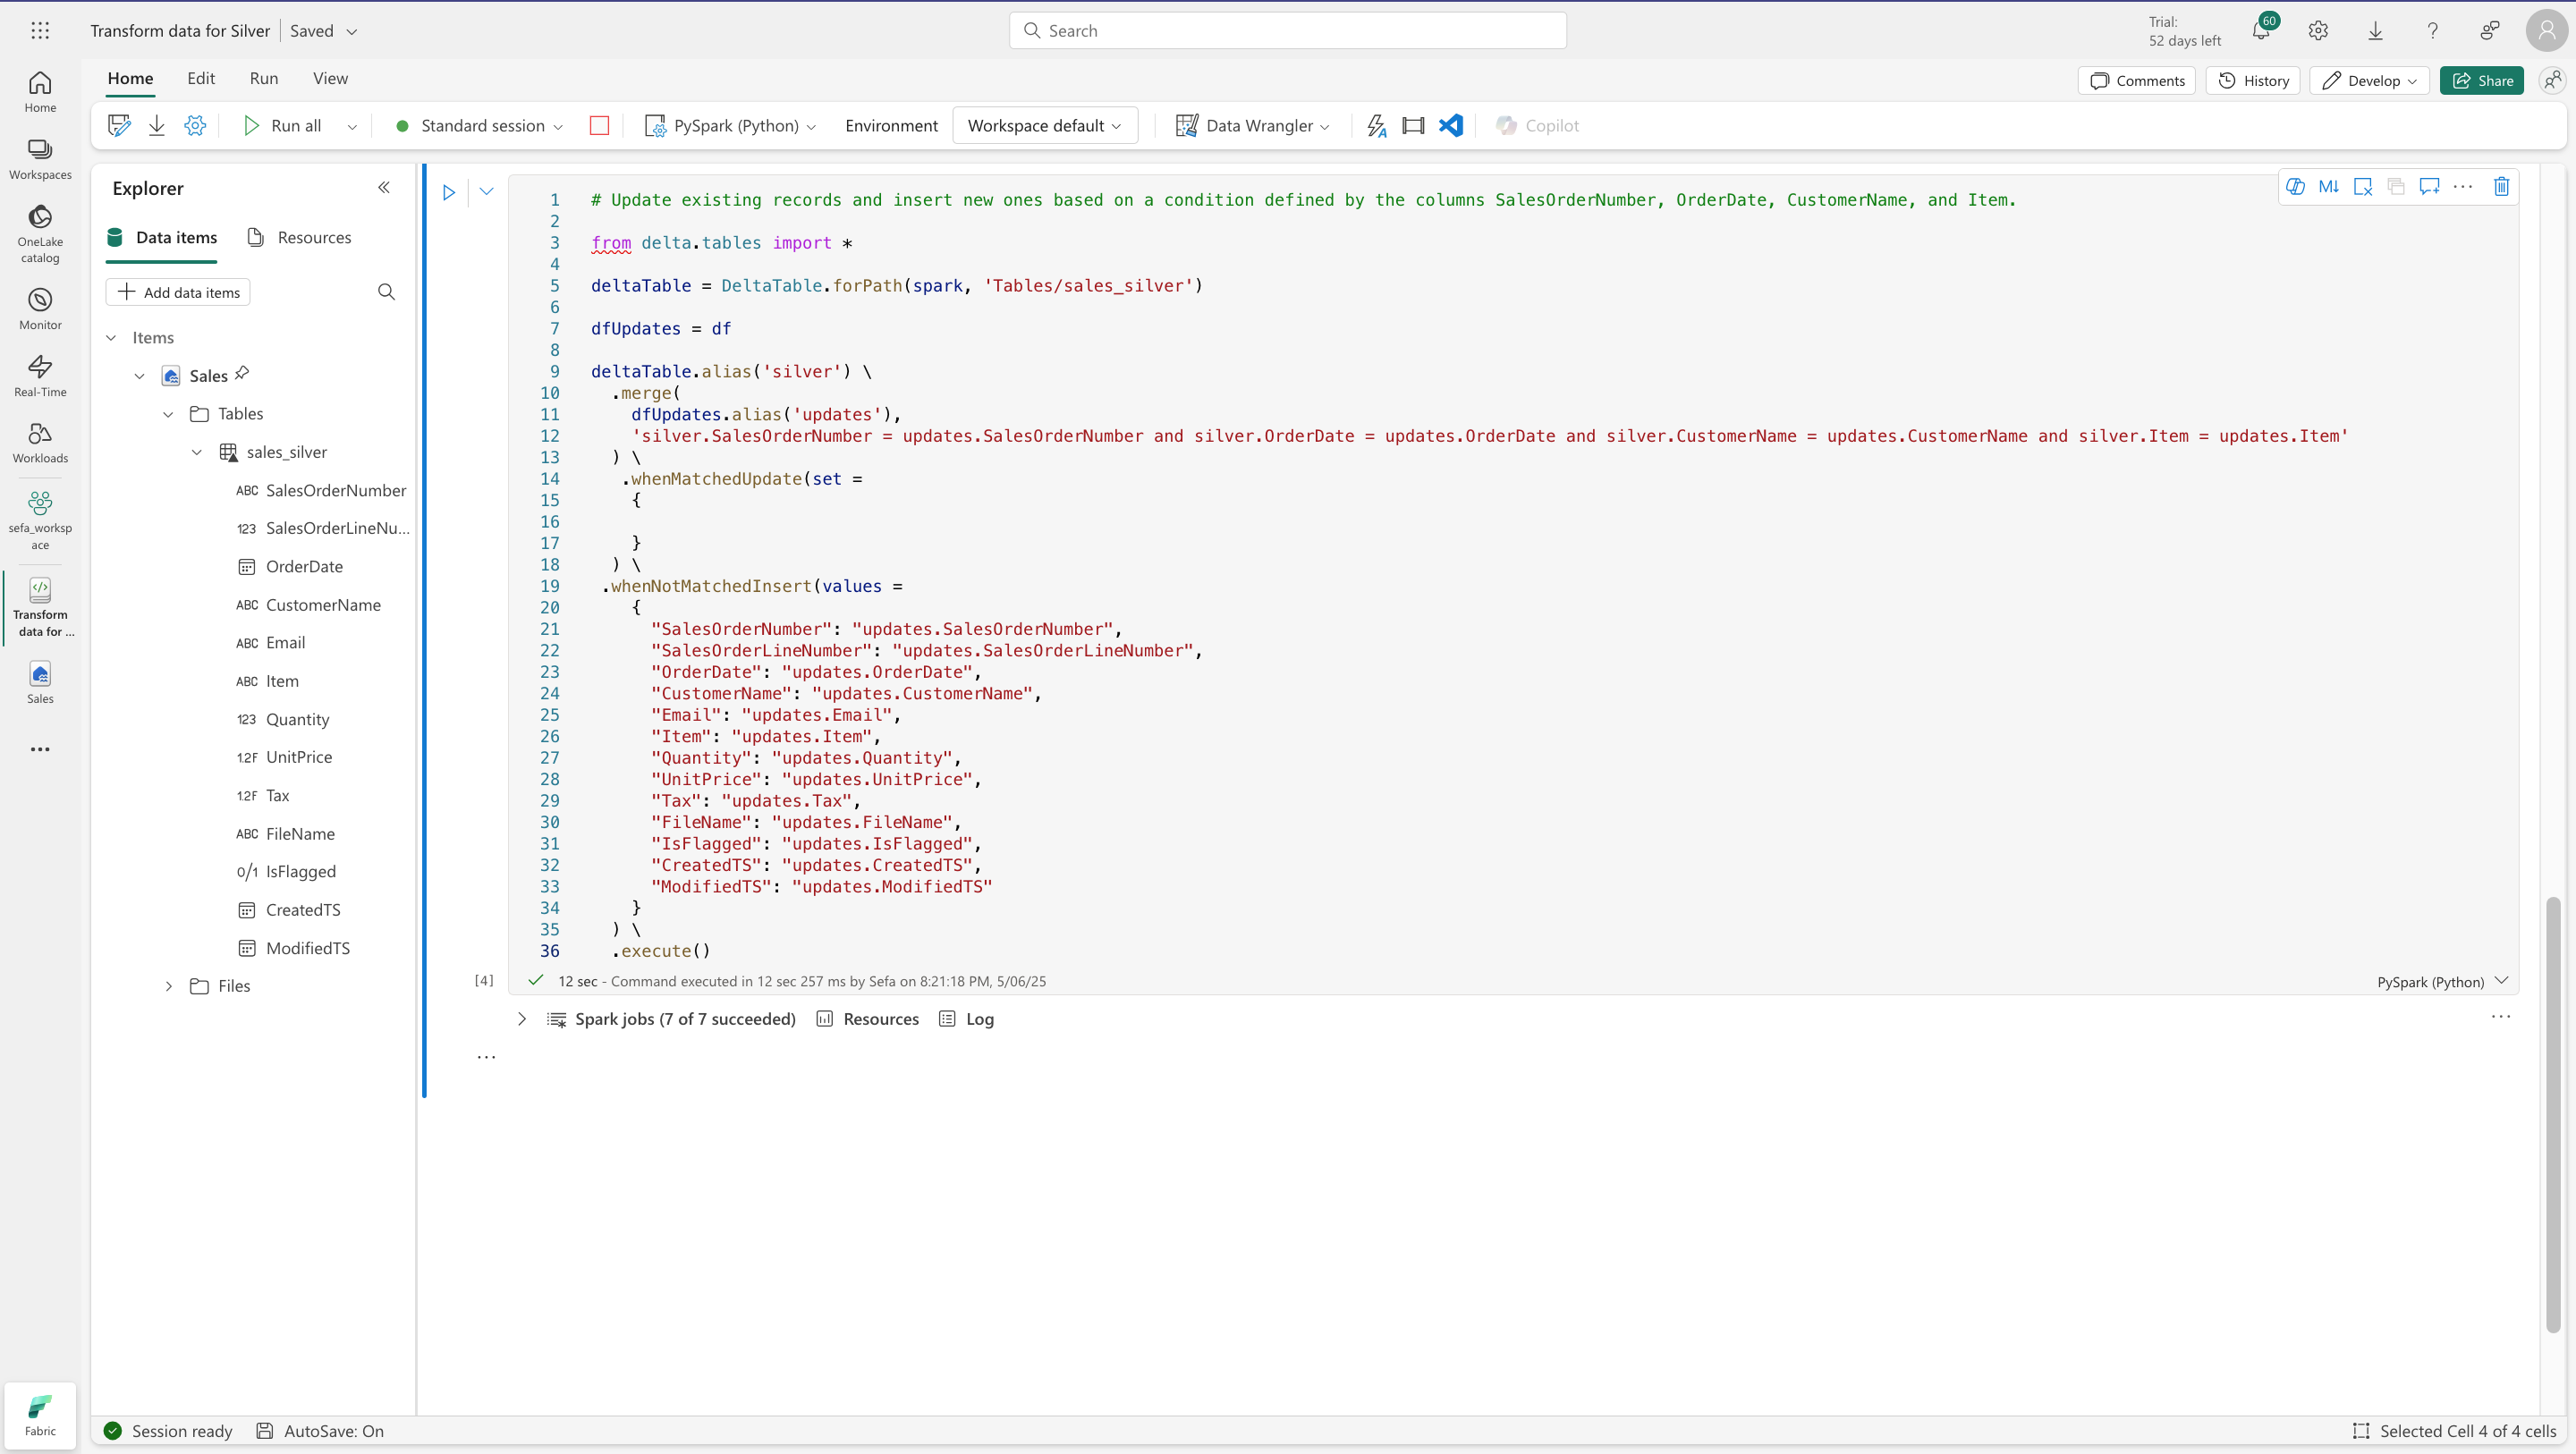 Transform data for Silver | Saved
Search
Trial:
52 days left
60
Home Edit Run View
Comments History Develop Share
Run all Standard session PySpark (Python) Environment Workspace default Data Wrangler Copilot
Home
Workspaces
OneLake
catalog
Monitor
Real-Time
Workloads
sefa_worksp
ace
Transform
data for ...
Sales
Fabric
Explorer
Data items Resources
Add data items
Items
Sales
Tables
sales_silver
ABC SalesOrderNumber
123 SalesOrderLineNu...
OrderDate
ABC CustomerName
ABC Email
ABC Item
123 Quantity
1.2F UnitPrice
1.2F Tax
ABC FileName
0/1 IsFlagged
CreatedTS
ModifiedTS
Files
M↓
1 # Update existing records and insert new ones based on a condition defined by the columns SalesOrderNumber, OrderDate, CustomerName, and Item.
2
3 from delta.tables import *
4
5 deltaTable = DeltaTable.forPath(spark, 'Tables/sales_silver')
6
7 dfUpdates = df
8
9 deltaTable.alias('silver') \
10 .merge(
11 dfUpdates.alias('updates'),
12 'silver.SalesOrderNumber = updates.SalesOrderNumber and silver.OrderDate = updates.OrderDate and silver.CustomerName = updates.CustomerName and silver.Item = updates.Item'
13 ) \
14 .whenMatchedUpdate(set =
15 {
16
17 }
18 ) \
19 .whenNotMatchedInsert(values =
20 {
21 "SalesOrderNumber": "updates.SalesOrderNumber",
22 "SalesOrderLineNumber": "updates.SalesOrderLineNumber",
23 "OrderDate": "updates.OrderDate",
24 "CustomerName": "updates.CustomerName",
25 "Email": "updates.Email",
26 "Item": "updates.Item",
27 "Quantity": "updates.Quantity",
28 "UnitPrice": "updates.UnitPrice",
29 "Tax": "updates.Tax",
30 "FileName": "updates.FileName",
31 "IsFlagged": "updates.IsFlagged",
32 "CreatedTS": "updates.CreatedTS",
33 "ModifiedTS": "updates.ModifiedTS"
34 }
35 ) \
36 .execute()
[4] 12 sec - Command executed in 12 sec 257 ms by Sefa on 8:21:18 PM, 5/06/25 PySpark (Python)
Spark jobs (7 of 7 succeeded) Resources Log
Session ready AutoSave: On Selected Cell 4 of 4 cells